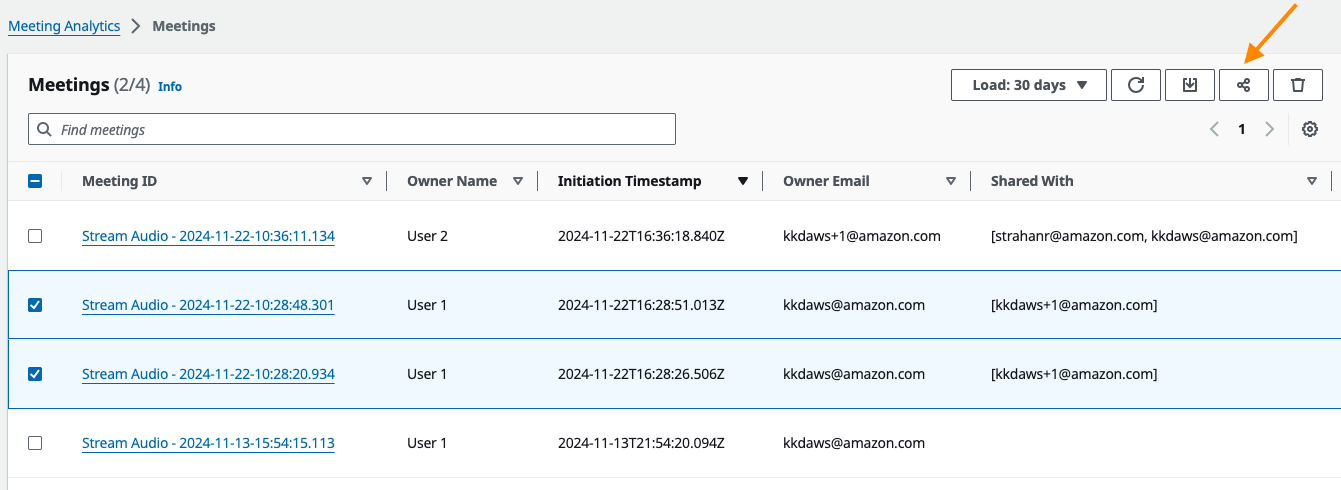 Meeting Analytics Meetings
Meetings (2/4) Info Load: 30 days
Find meetings 1
Meeting ID Owner Name Initiation Timestamp Owner Email Shared With
Stream Audio - 2024-11-22-10:36:11.134 User 2 2024-11-22T16:36:18.840Z kkdaws+1@amazon.com [strahanr@amazon.com, kkdaws@amazon.com]
Stream Audio - 2024-11-22-10:28:48.301 User 1 2024-11-22T16:28:51.013Z kkdaws@amazon.com [kkdaws+1@amazon.com]
Stream Audio - 2024-11-22-10:28:20.934 User 1 2024-11-22T16:28:26.506Z kkdaws@amazon.com [kkdaws+1@amazon.com]
Stream Audio - 2024-11-13-15:54:15.113 User 1 2024-11-13T21:54:20.094Z kkdaws@amazon.com